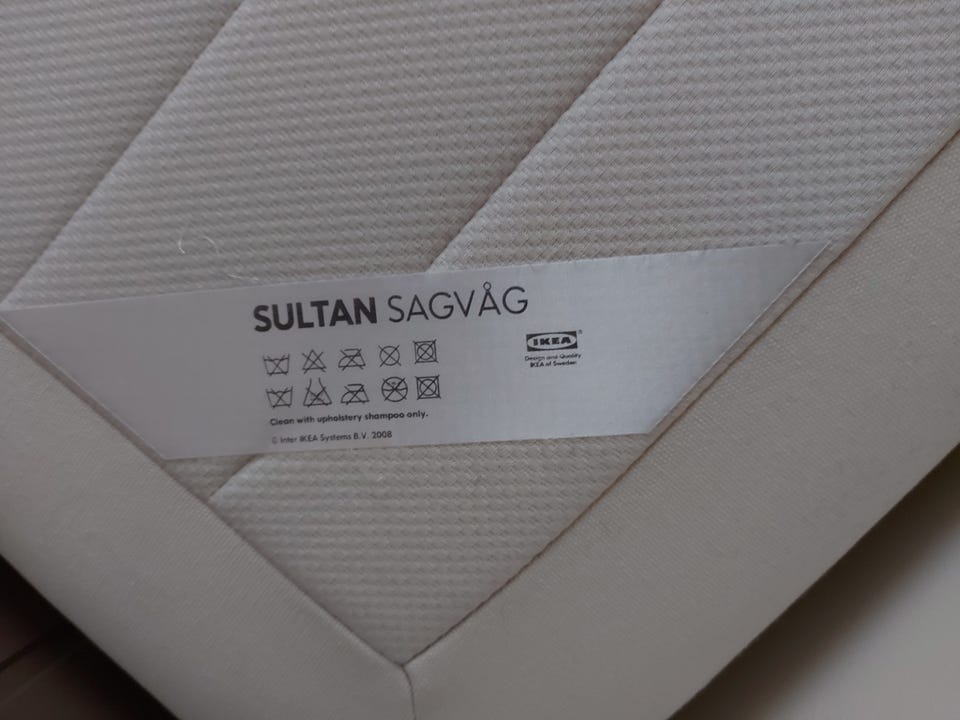 SULTAN SAGVÅG
IKEA®
Design and Quality
IKEA of Sweden
Clean with upholstery shampoo only.
© Inter IKEA Systems B.V. 2008